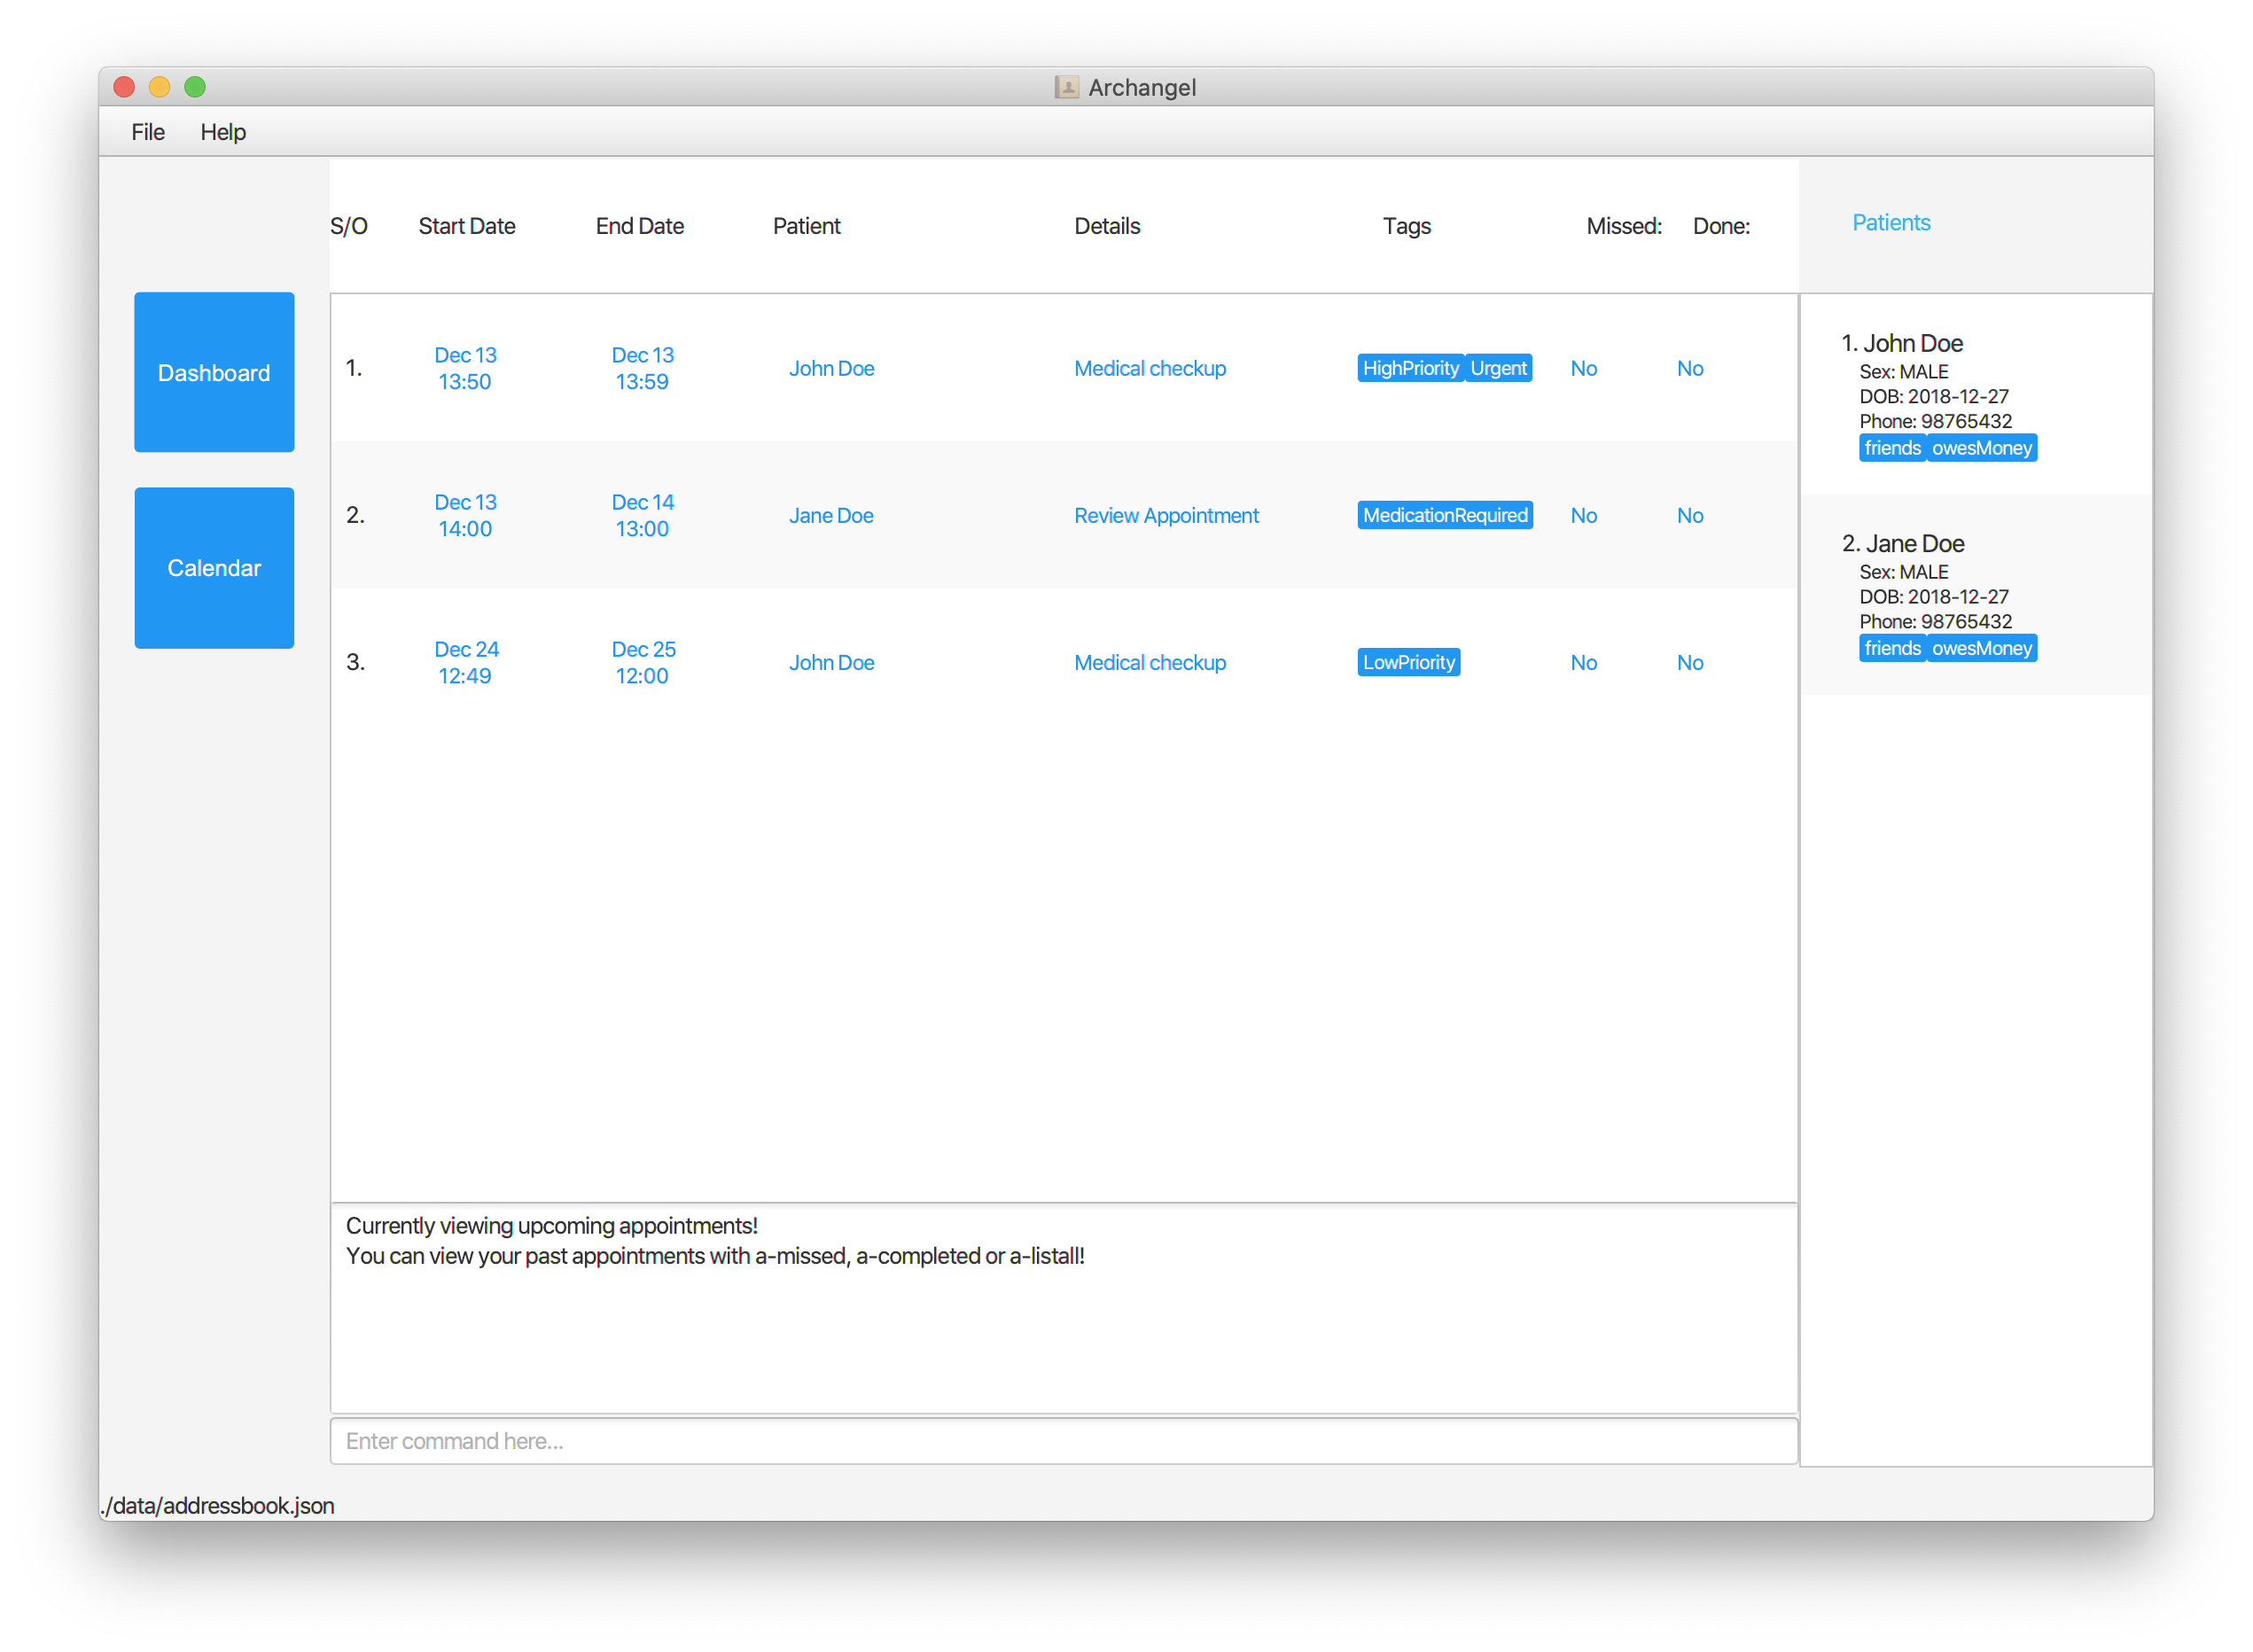 Archangel
File Help
S/O Start Date End Date Patient Details Tags Missed: Done:
Patients
Dashboard
Calendar
1. Dec 13 13:50 Dec 13 13:59 John Doe Medical checkup HighPriority Urgent No No
2. Dec 13 14:00 Dec 14 13:00 Jane Doe Review Appointment MedicationRequired No No
3. Dec 24 12:49 Dec 25 12:00 John Doe Medical checkup LowPriority No No
1. John Doe
Sex: MALE
DOB: 2018-12-27
Phone: 98765432
friends owesMoney
2. Jane Doe
Sex: MALE
DOB: 2018-12-27
Phone: 98765432
friends owesMoney
Currently viewing upcoming appointments!
You can view your past appointments with a-missed, a-completed or a-listall!
Enter command here...
./data/addressbook.json